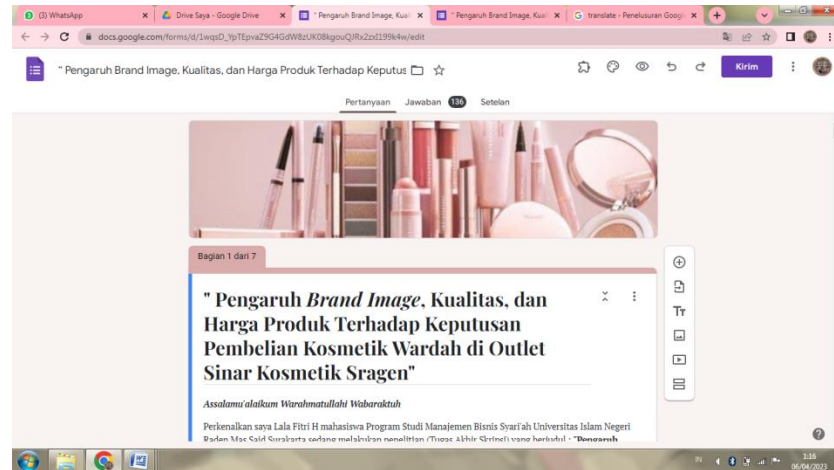 (3) WhatsApp
Drive Saya - Google Drive
" Pengaruh Brand Image, Kuali
" Pengaruh Brand Image, Kuali
translate - Penelusuran Googl
docs.google.com/forms/d/
/edit
" Pengaruh Brand Image, Kualitas, dan Harga Produk Terhadap Keputus
Kirim
Pertanyaan Jawaban 136 Setelan
Bagian 1 dari 7
" Pengaruh Brand Image, Kualitas, dan
Harga Produk Terhadap Keputusan
Pembelian Kosmetik Wardah di Outlet
Sinar Kosmetik Sragen"
Assalamu'alaikum Warahmatullahi Wabaraktuh
Perkenalkan saya Lala Fitri H mahasiswa Program Studi Manajemen Bisnis Syari'ah Universitas Islam Negeri
Raden Mas Said Surakarta sedang melakukan penelitian (Tugas Akhir Skripsi) yang berjudul : "Pengaruh
IN
1:16
06/04/2023